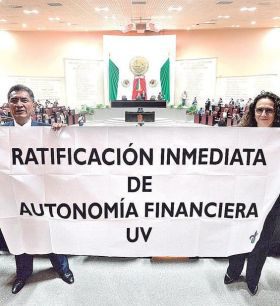 RATIFICACIÓN INMEDIATA
DE
AUTONOMÍA FINANCIERA
UV